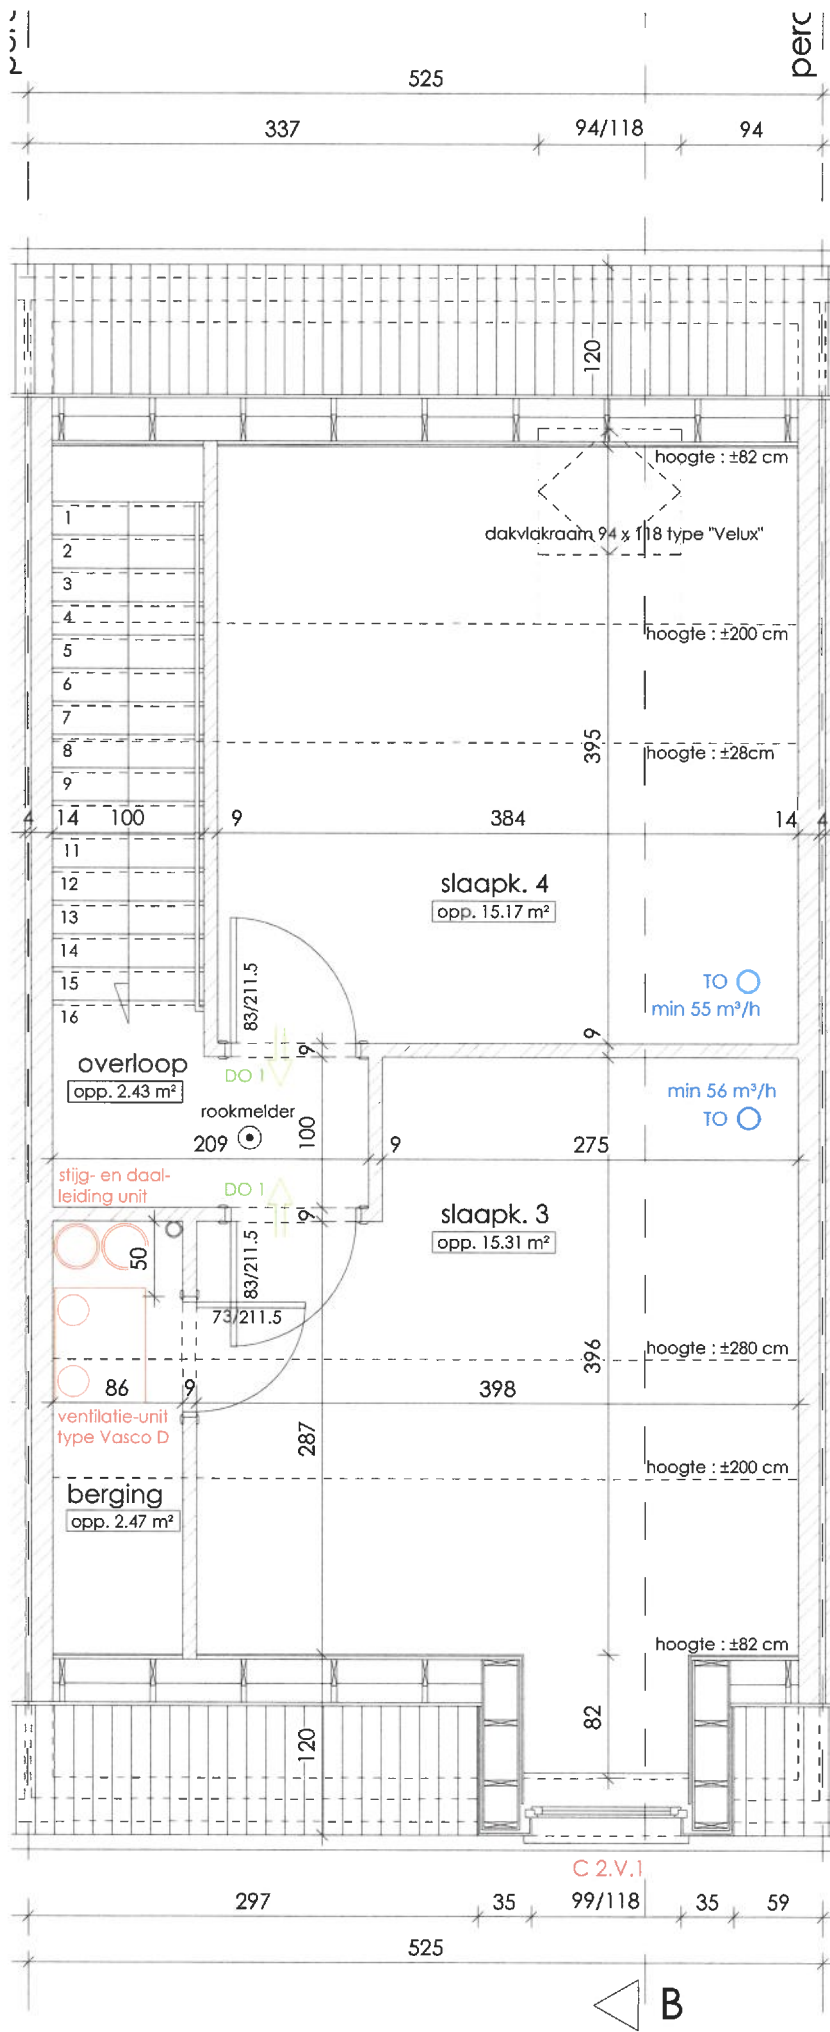 perc
525
337
94/118
94
120
hoogte : ±82 cm
dakvlakraam 94 x 118 type "Velux"
1
2
3
4
5
6
7
8
9
hoogte : ±200 cm
hoogte : ±28cm
395
4
14
100
9
384
14
4
11
12
13
14
15
16
slaapk. 4
opp. 15.17 m²
83/211.5
TO
min 55 m³/h
9
9
overloop
opp. 2.43 m²
DO 1
rookmelder
100
min 56 m³/h
TO
209
9
275
stijg- en daal-
leiding unit
DO 1
9
slaapk. 3
opp. 15.31 m²
50
83/211.5
73/211.5
396
hoogte : ±280 cm
86
9
398
ventilatie-unit
type Vasco D
287
hoogte : ±200 cm
berging
opp. 2.47 m²
hoogte : ±82 cm
82
120
C 2.V.1
297
35
99/118
35
59
525
B